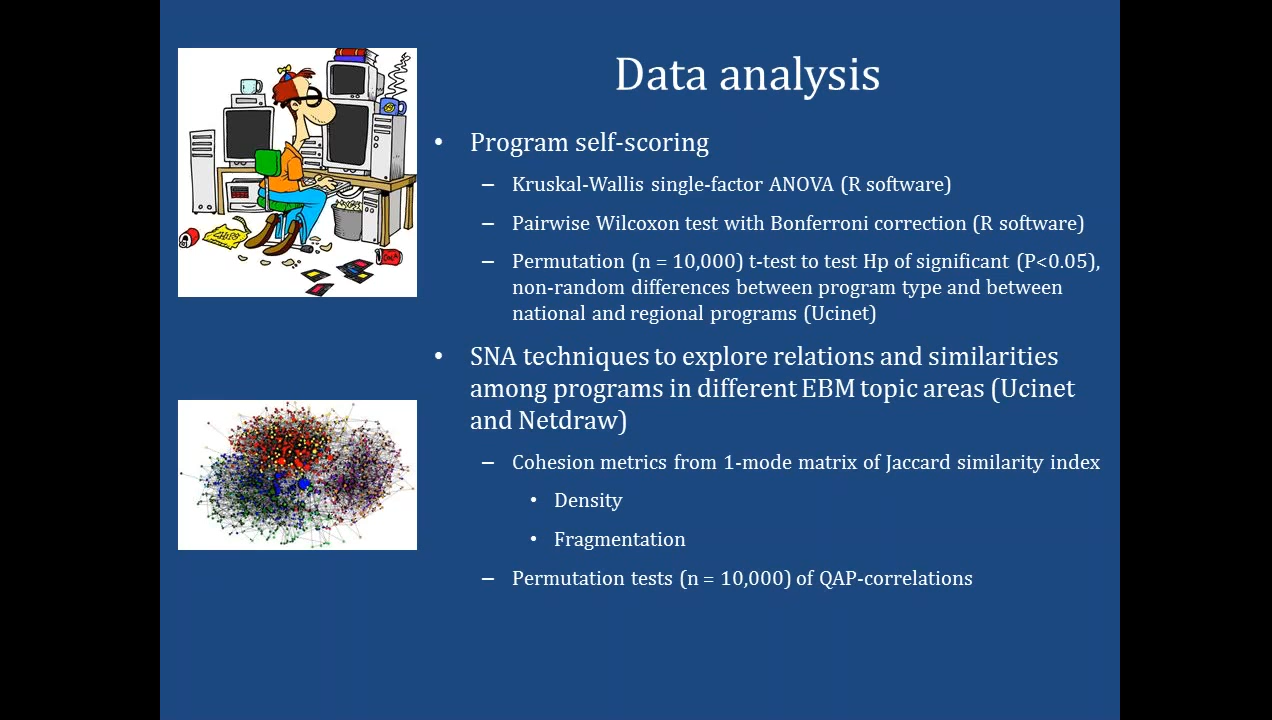 Data analysis
• Program self-scoring
– Kruskal-Wallis single-factor ANOVA (R software)
– Pairwise Wilcoxon test with Bonferroni correction (R software)
– Permutation (n = 10,000) t-test to test Hp of significant (P<0.05),
non-random differences between program type and between
national and regional programs (Ucinet)
• SNA techniques to explore relations and similarities
among programs in different EBM topic areas (Ucinet
and Netdraw)
– Cohesion metrics from 1-mode matrix of Jaccard similarity index
• Density
• Fragmentation
– Permutation tests (n = 10,000) of QAP-correlations